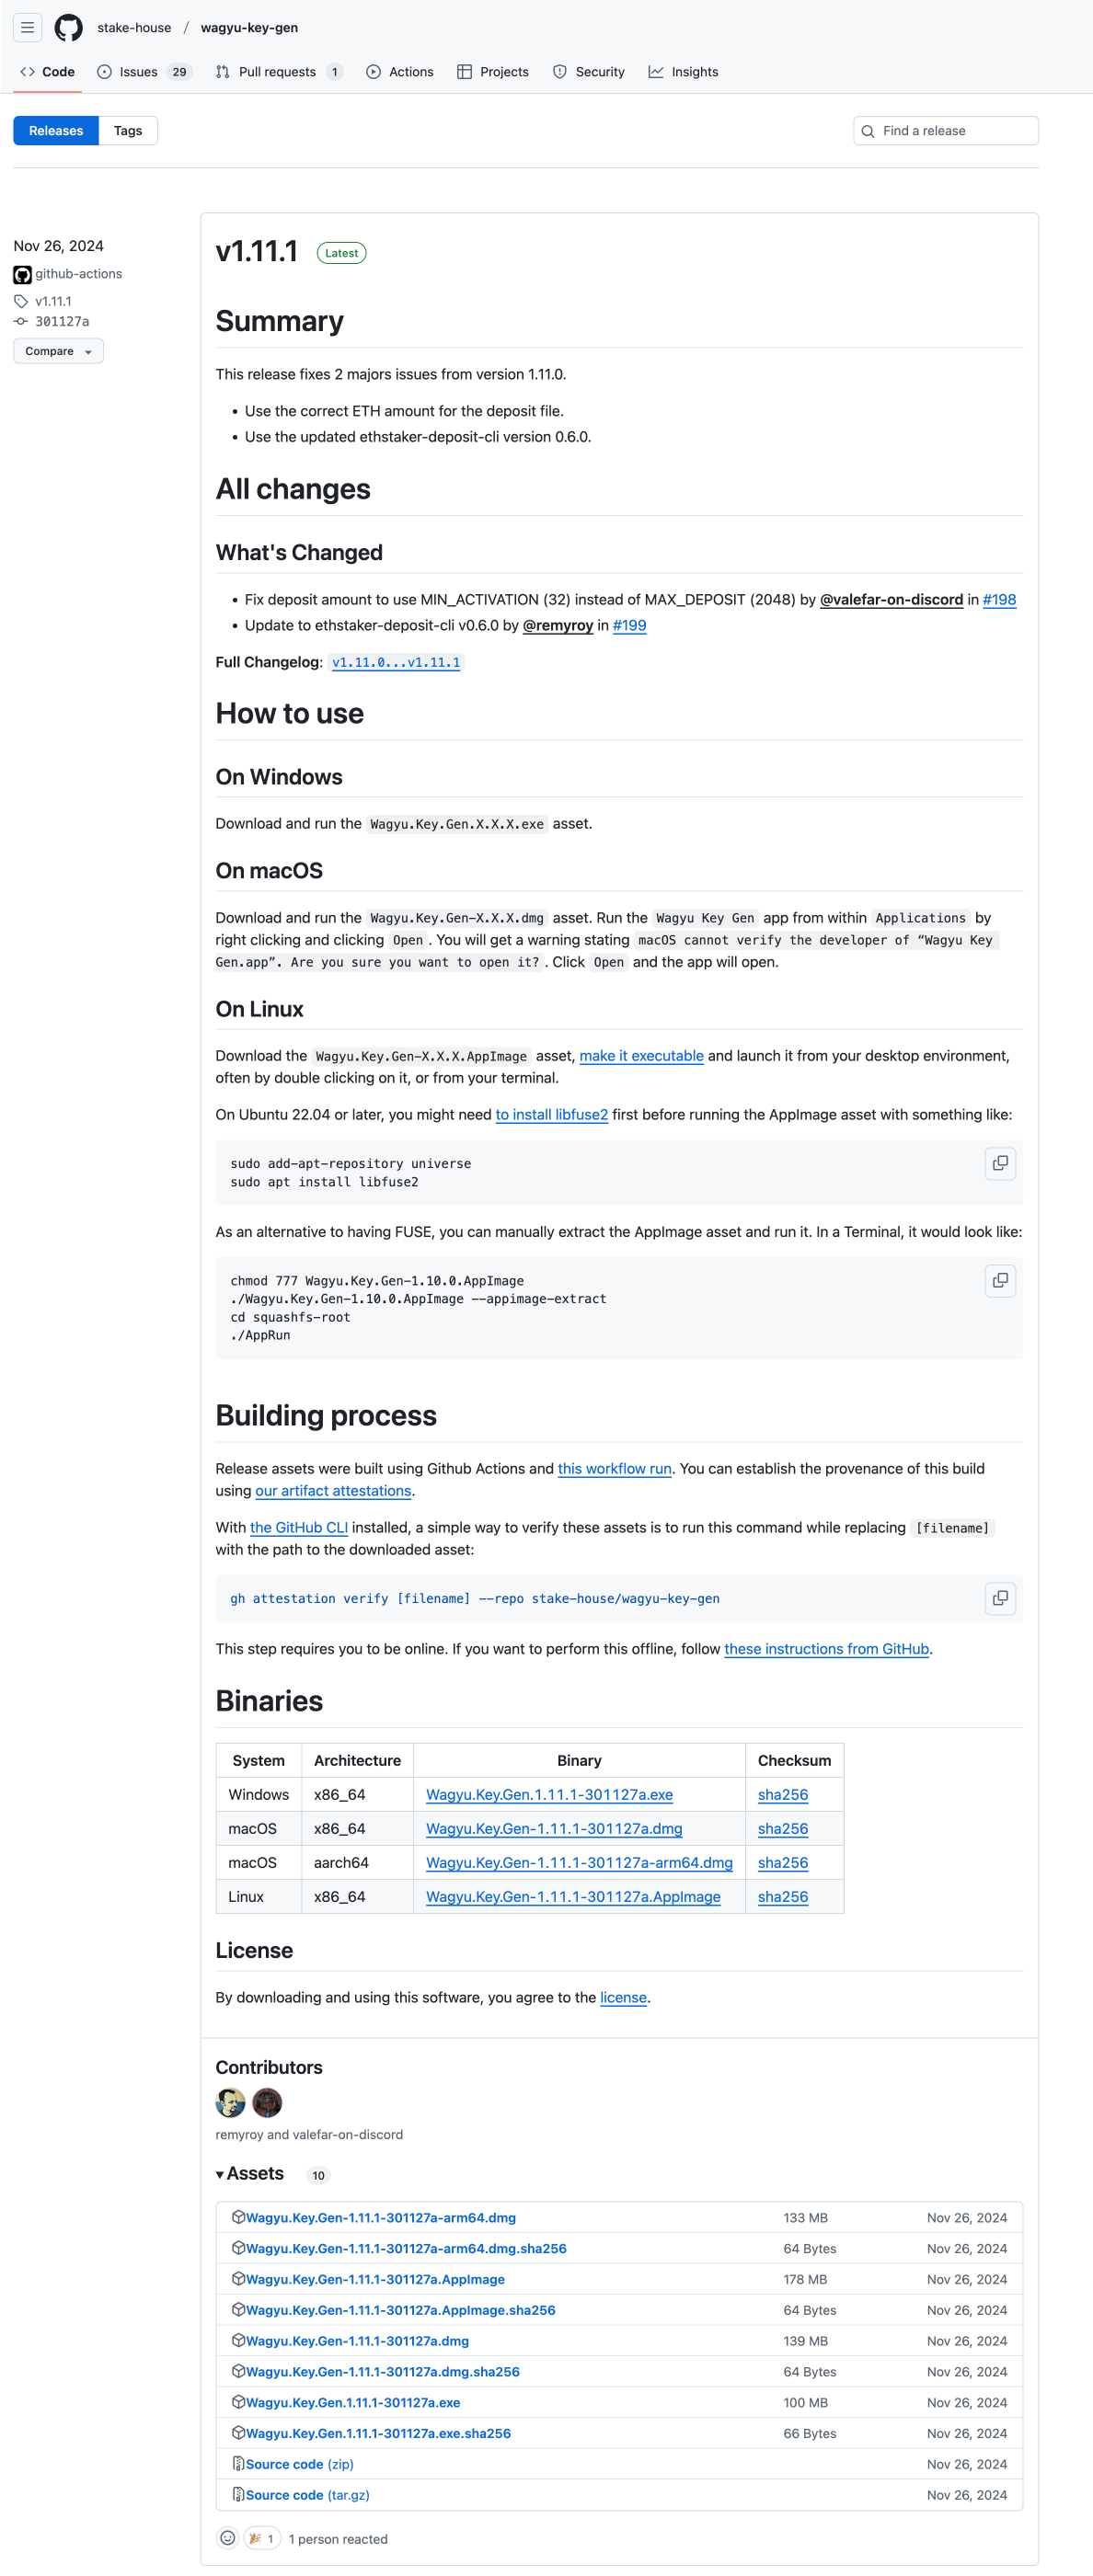 stake-house / wagyu-key-gen
Code Issues 29 Pull requests 1 Actions Projects Security Insights
Releases Tags Find a release
Nov 26, 2024
github-actions
v1.11.1
301127a
Compare
v1.11.1 Latest
Summary
This release fixes 2 majors issues from version 1.11.0.
• Use the correct ETH amount for the deposit file.
• Use the updated ethstaker-deposit-cli version 0.6.0.
All changes
What's Changed
• Fix deposit amount to use MIN_ACTIVATION (32) instead of MAX_DEPOSIT (2048) by @valefar-on-discord in #198
• Update to ethstaker-deposit-cli v0.6.0 by @remyroy in #199
Full Changelog: v1.11.0...v1.11.1
How to use
On Windows
Download and run the Wagyu.Key.Gen.X.X.X.exe asset.
On macOS
Download and run the Wagyu.Key.Gen-X.X.X.dmg asset. Run the Wagyu Key Gen app from within Applications by
right clicking and clicking Open. You will get a warning stating macOS cannot verify the developer of “Wagyu Key
Gen.app”. Are you sure you want to open it?. Click Open and the app will open.
On Linux
Download the Wagyu.Key.Gen-X.X.X.AppImage asset, make it executable and launch it from your desktop environment,
often by double clicking on it, or from your terminal.
On Ubuntu 22.04 or later, you might need to install libfuse2 first before running the AppImage asset with something like:
sudo add-apt-repository universe
sudo apt install libfuse2
As an alternative to having FUSE, you can manually extract the AppImage asset and run it. In a Terminal, it would look like:
chmod 777 Wagyu.Key.Gen-1.10.0.AppImage
./Wagyu.Key.Gen-1.10.0.AppImage --appimage-extract
cd squashfs-root
./AppRun
Building process
Release assets were built using Github Actions and this workflow run. You can establish the provenance of this build
using our artifact attestations.
With the GitHub CLI installed, a simple way to verify these assets is to run this command while replacing [filename]
with the path to the downloaded asset:
gh attestation verify [filename] --repo stake-house/wagyu-key-gen
This step requires you to be online. If you want to perform this offline, follow these instructions from GitHub.
Binaries
System Architecture Binary Checksum
Windows x86_64 Wagyu.Key.Gen.1.11.1-301127a.exe sha256
macOS x86_64 Wagyu.Key.Gen-1.11.1-301127a.dmg sha256
macOS aarch64 Wagyu.Key.Gen-1.11.1-301127a-arm64.dmg sha256
Linux x86_64 Wagyu.Key.Gen-1.11.1-301127a.AppImage sha256
License
By downloading and using this software, you agree to the license.
Contributors
remyroy and valefar-on-discord
Assets 10
Wagyu.Key.Gen-1.11.1-301127a-arm64.dmg 133 MB Nov 26, 2024
Wagyu.Key.Gen-1.11.1-301127a-arm64.dmg.sha256 64 Bytes Nov 26, 2024
Wagyu.Key.Gen-1.11.1-301127a.AppImage 178 MB Nov 26, 2024
Wagyu.Key.Gen-1.11.1-301127a.AppImage.sha256 64 Bytes Nov 26, 2024
Wagyu.Key.Gen-1.11.1-301127a.dmg 139 MB Nov 26, 2024
Wagyu.Key.Gen-1.11.1-301127a.dmg.sha256 64 Bytes Nov 26, 2024
Wagyu.Key.Gen.1.11.1-301127a.exe 100 MB Nov 26, 2024
Wagyu.Key.Gen.1.11.1-301127a.exe.sha256 66 Bytes Nov 26, 2024
Source code (zip) Nov 26, 2024
Source code (tar.gz) Nov 26, 2024
🎉 1 1 person reacted